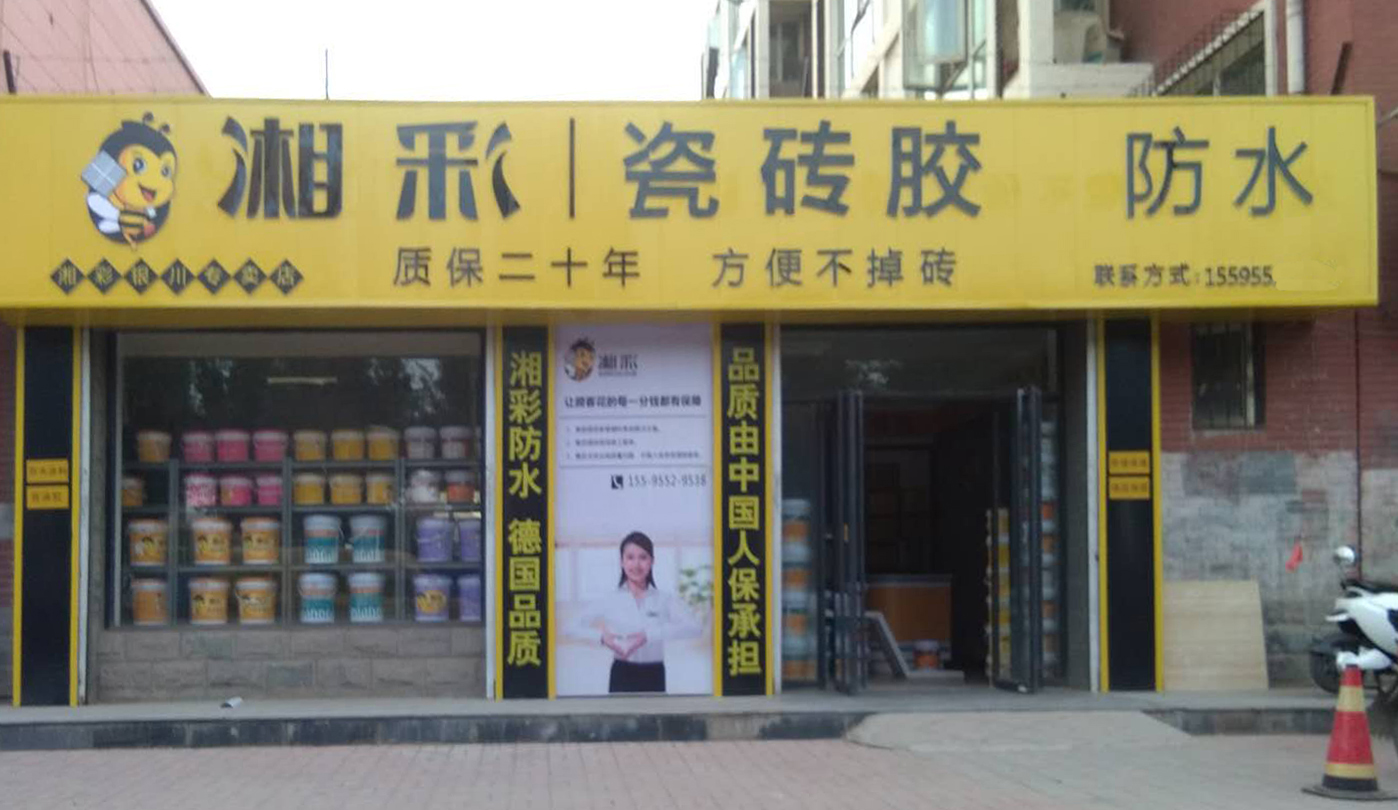 湘彩 | 瓷砖胶 防水
质保二十年 方便不掉砖
湘彩银川专卖店
联系方式:155955
湘彩防水 德国品质
湘彩
让顾客花的每一分钱都有保障
155-9552-9538
品质由中国人保承担